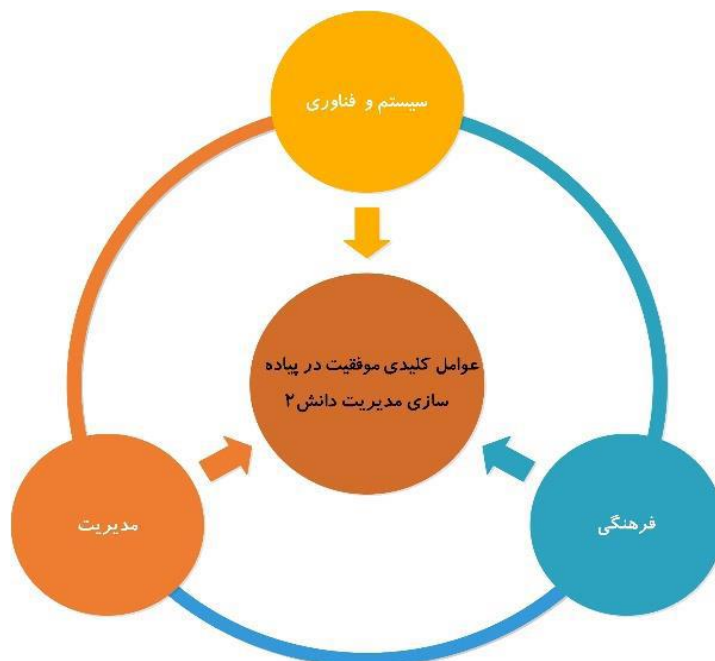 سیستم و فناوری
عوامل کلیدی موفقیت در پیاده
سازی مدیریت دانش۲
مدیریت
فرهنگی